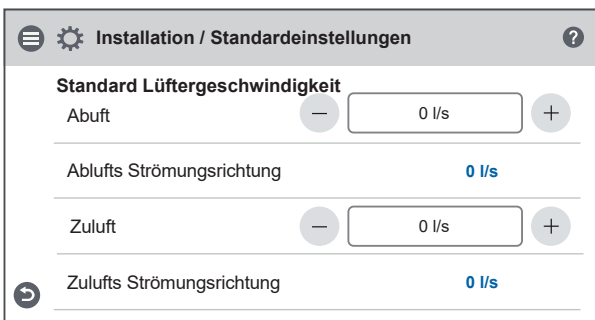 Installation / Standardeinstellungen ?
Standard Lüftergeschwindigkeit
Abuft − 0 l/s +
Ablufts Strömungsrichtung 0 l/s
Zuluft − 0 l/s +
Zulufts Strömungsrichtung 0 l/s